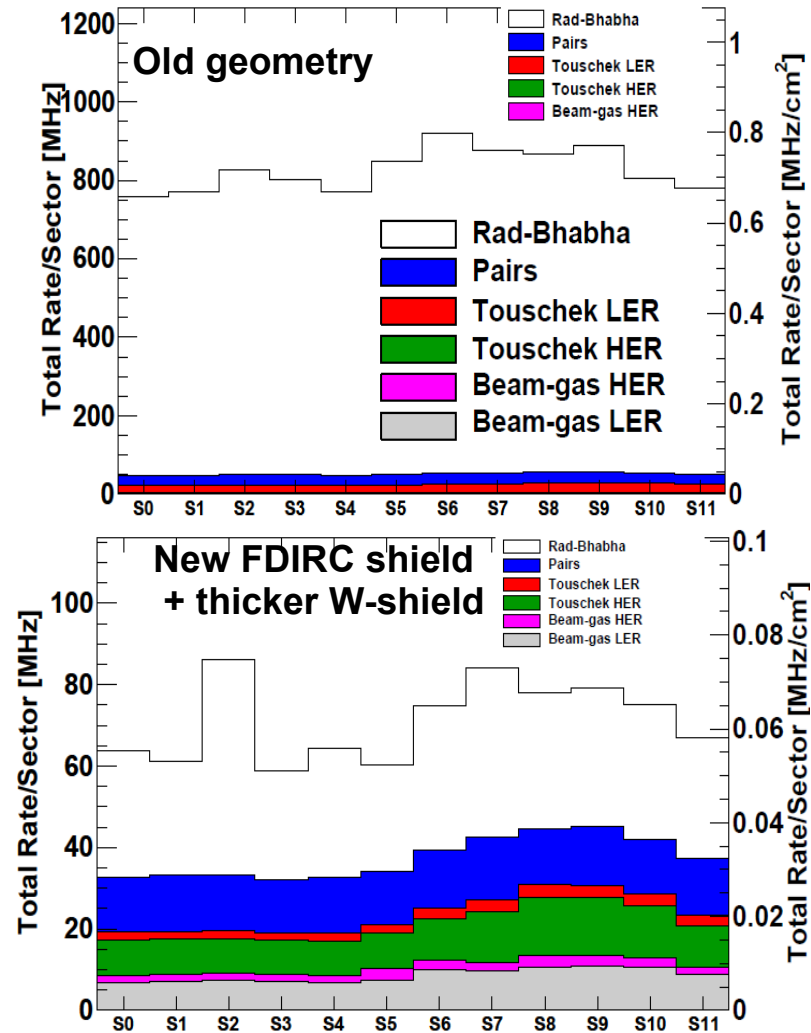 Old geometry
Total Rate/Sector [MHz]
1200
1000
800
600
400
200
0
Rad-Bhabha
Pairs
Touschek LER
Touschek HER
Beam-gas HER
Rad-Bhabha
Pairs
Touschek LER
Touschek HER
Beam-gas HER
Beam-gas LER
1
0.8
0.6
0.4
0.2
0
Total Rate/Sector [MHz/cm²]
S0 S1 S2 S3 S4 S5 S6 S7 S8 S9 S10 S11
New FDIRC shield
+ thicker W-shield
Total Rate/Sector [MHz]
100
80
60
40
20
0
Rad-Bhabha
Pairs
Touschek LER
Touschek HER
Beam-gas HER
Beam-gas LER
0.1
0.08
0.06
0.04
0.02
0
Total Rate/Sector [MHz/cm²]
S0 S1 S2 S3 S4 S5 S6 S7 S8 S9 S10 S11